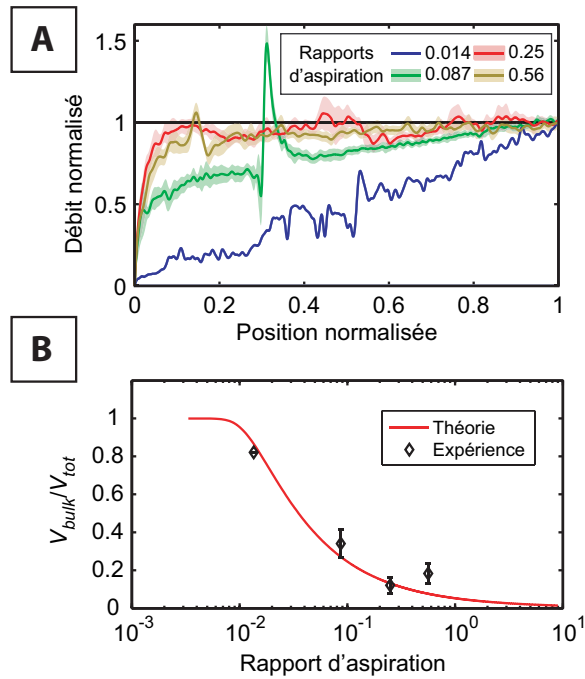 A
Rapports d'aspiration
0.014
0.25
0.087
0.56
Débit normalisé
1
0.5
0
0
0.2
0.4
0.6
0.8
1
Position normalisée
B
Théorie
Expérience
V_bulk/V_tot
1
0.8
0.6
0.4
0.2
0
10^-3
10^-2
10^-1
10^0
10^1
Rapport d'aspiration